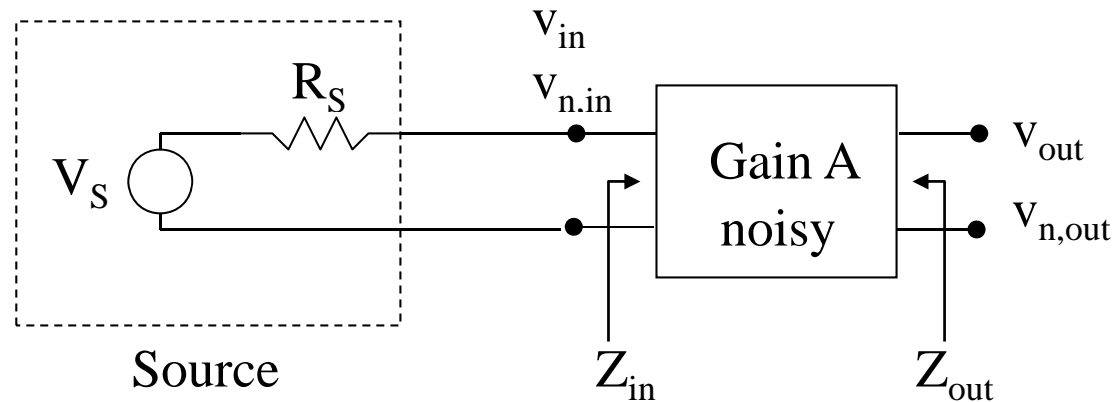 v_in
v_n,in
R_S
V_S
Gain A
noisy
v_out
v_n,out
Source
Z_in
Z_out